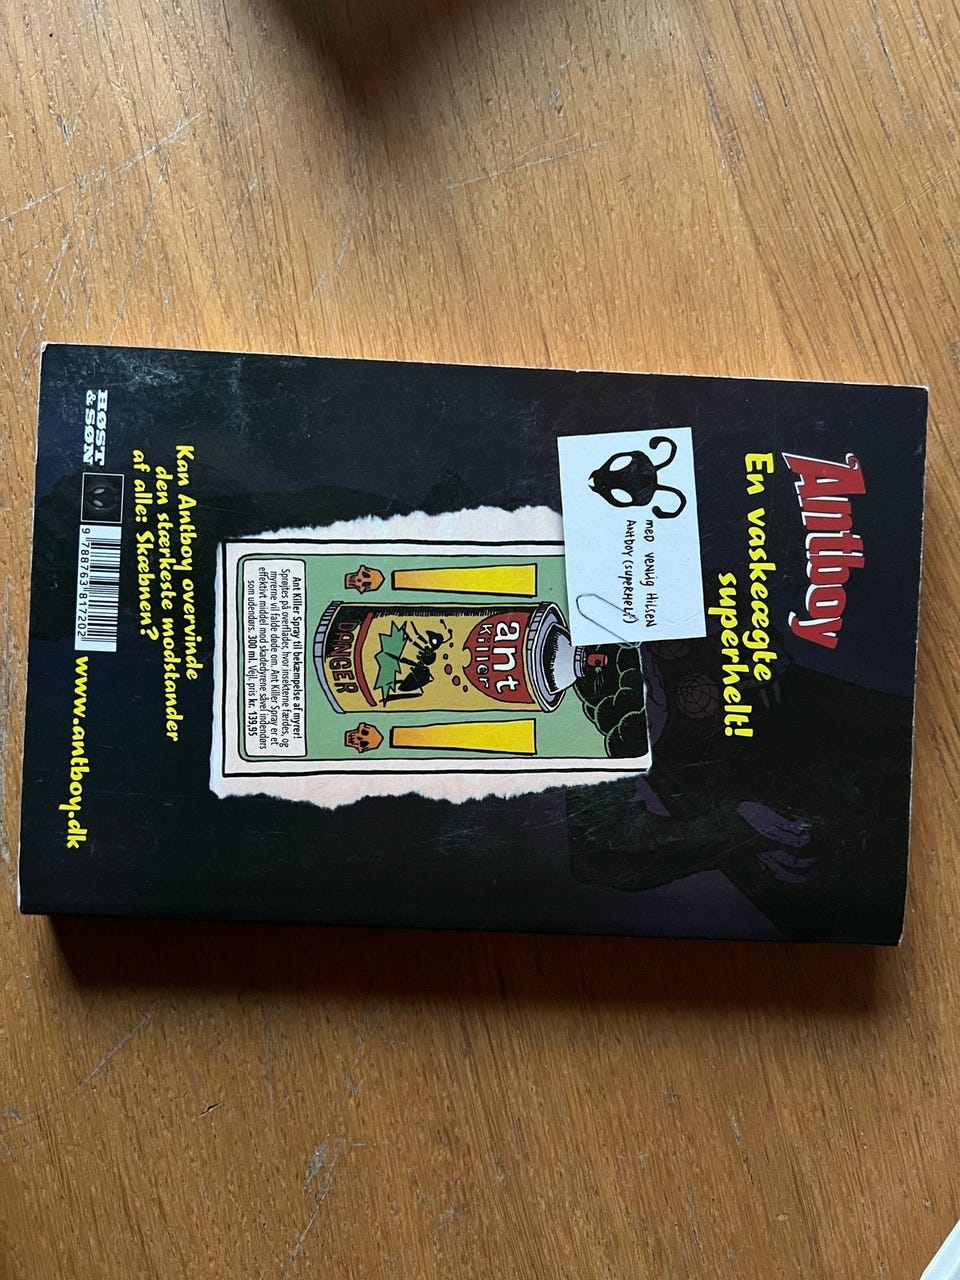 Antboy
En vaskeægte
superhelt!
med venlig hilsen
Antboy (superhelt)
ant
killer
DANGER
Ant Killer Spray til bekæmpelse af myrer!
Sprøjtes på overflader, hvor insekterne færdes, og
myrerne vil falde døde om. Ant Killer Spray er et
effektivt middel mod skadedyrene såvel indendørs
som udendørs. 300 ml. Vejl. pris kr. 139,95
Kan Antboy overvinde
den stærkeste modstander
af alle: Skæbnen?
HØST
& SØN
9 788763 817202
www.antboy.dk